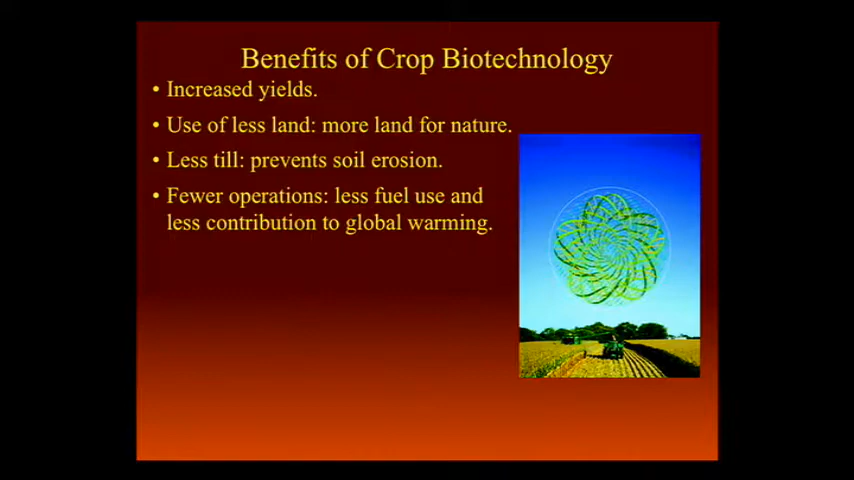 Benefits of Crop Biotechnology
• Increased yields.
• Use of less land: more land for nature.
• Less till: prevents soil erosion.
• Fewer operations: less fuel use and
less contribution to global warming.